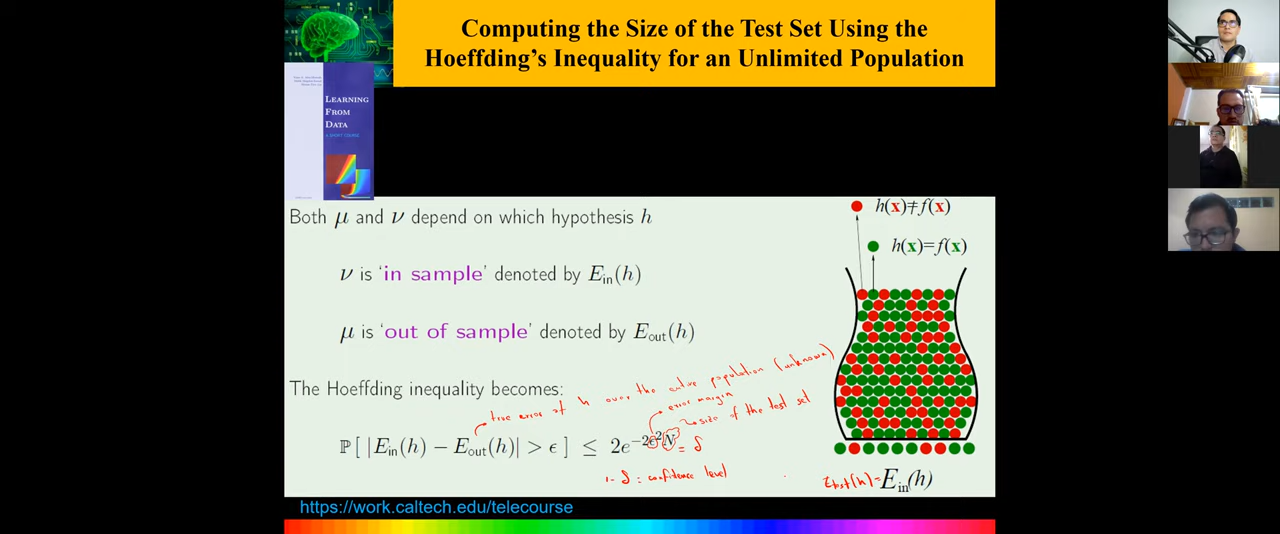 Computing the Size of the Test Set Using the
Hoeffding's Inequality for an Unlimited Population
LEARNING
FROM
DATA
A SHORT COURSE
Both μ and ν depend on which hypothesis h
ν is 'in sample' denoted by E_in(h)
μ is 'out of sample' denoted by E_out(h)
The Hoeffding inequality becomes:
true error of h over the entire population (unknown)
error margin
size of the test set
ℙ[ |E_in(h) − E_out(h)| > ϵ ] ≤ 2e^{−2ϵ²N} = δ
1-δ: confidence level
h(x)≠f(x)
h(x)=f(x)
E_test(h)=E_in(h)
https://work.caltech.edu/telecourse